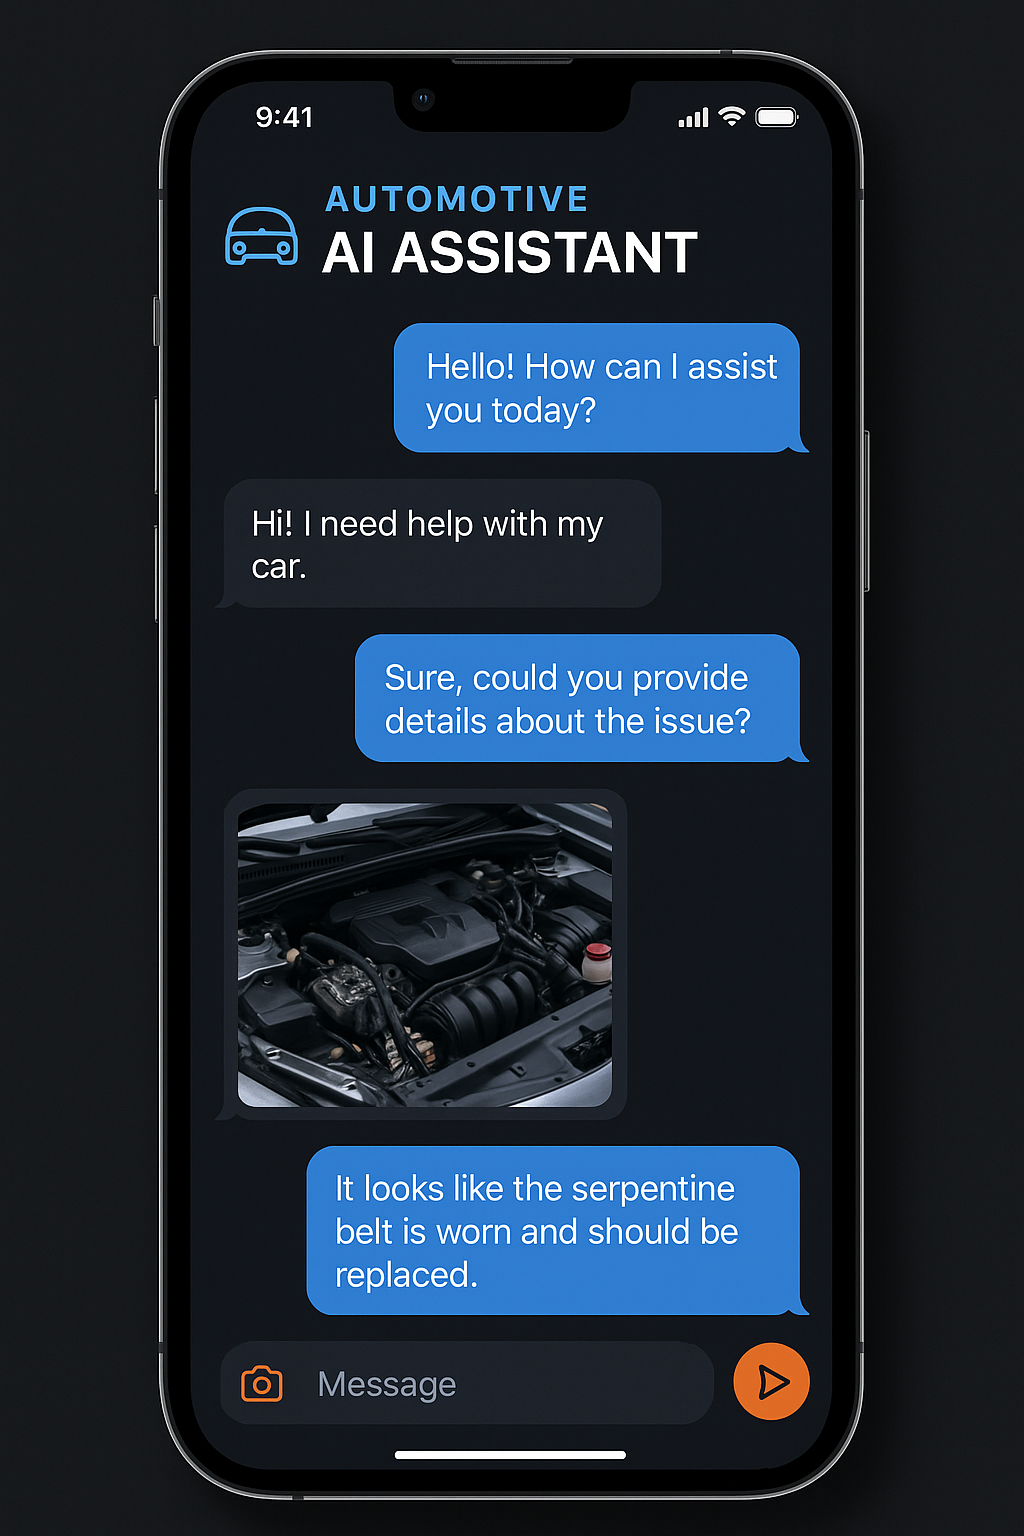 9:41
AUTOMOTIVE
AI ASSISTANT
Hello! How can I assist
you today?
Hi! I need help with my
car.
Sure, could you provide
details about the issue?
It looks like the serpentine
belt is worn and should be
replaced.
Message